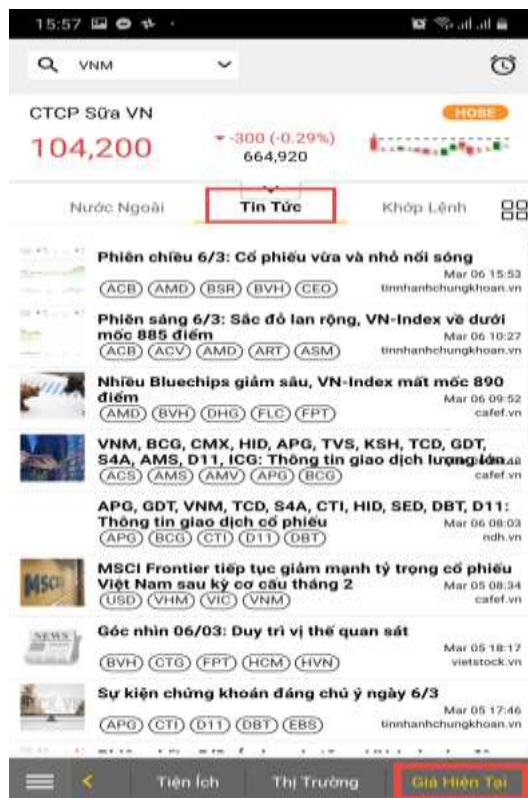 15:57
VNM
CTCP Sữa VN
HOSE
104,200
-300 (-0.29%)
664,920
Nước Ngoài
Tin Tức
Khớp Lệnh
Phiên chiều 6/3: Cổ phiếu vừa và nhỏ nổi sóng
Mar 06 15:53
ACB AMD BSR BVH CEO
tinnhanhchungkhoan.vn
Phiên sáng 6/3: Sắc đỏ lan rộng, VN-Index về dưới
mốc 885 điểm
Mar 06 10:27
ACB ACV AMD ART ASM
tinnhanhchungkhoan.vn
Nhiều Bluechips giảm sâu, VN-Index mất mốc 890
điểm
Mar 06 09:52
AMD BVH DHG FLC FPT
cafef.vn
VNM, BCG, CMX, HID, APG, TVS, KSH, TCD, GDT,
S4A, AMS, D11, ICG: Thông tin giao dịch lượng lớn
ACS AMS AMV APG BCG
cafef.vn
APG, GDT, VNM, TCD, S4A, CTI, HID, SED, DBT, D11:
Thông tin giao dịch cổ phiếu
Mar 06 08:03
APG BCG CTI D11 DBT
ndh.vn
MSCI Frontier tiếp tục giảm mạnh tỷ trọng cổ phiếu
Việt Nam sau kỳ cơ cấu tháng 2
Mar 05 08:34
USD VHM VIC VNM
cafef.vn
MSCI
NEWS
Góc nhìn 06/03: Duy trì vị thế quan sát
Mar 05 18:17
BVH CTG FPT HCM HVN
vietstock.vn
Sự kiện chứng khoán đáng chú ý ngày 6/3
Mar 05 17:46
APG CTI D11 DBT EBS
tinnhanhchungkhoan.vn
Tiện Ích
Thị Trường
Giá Hiện Tại